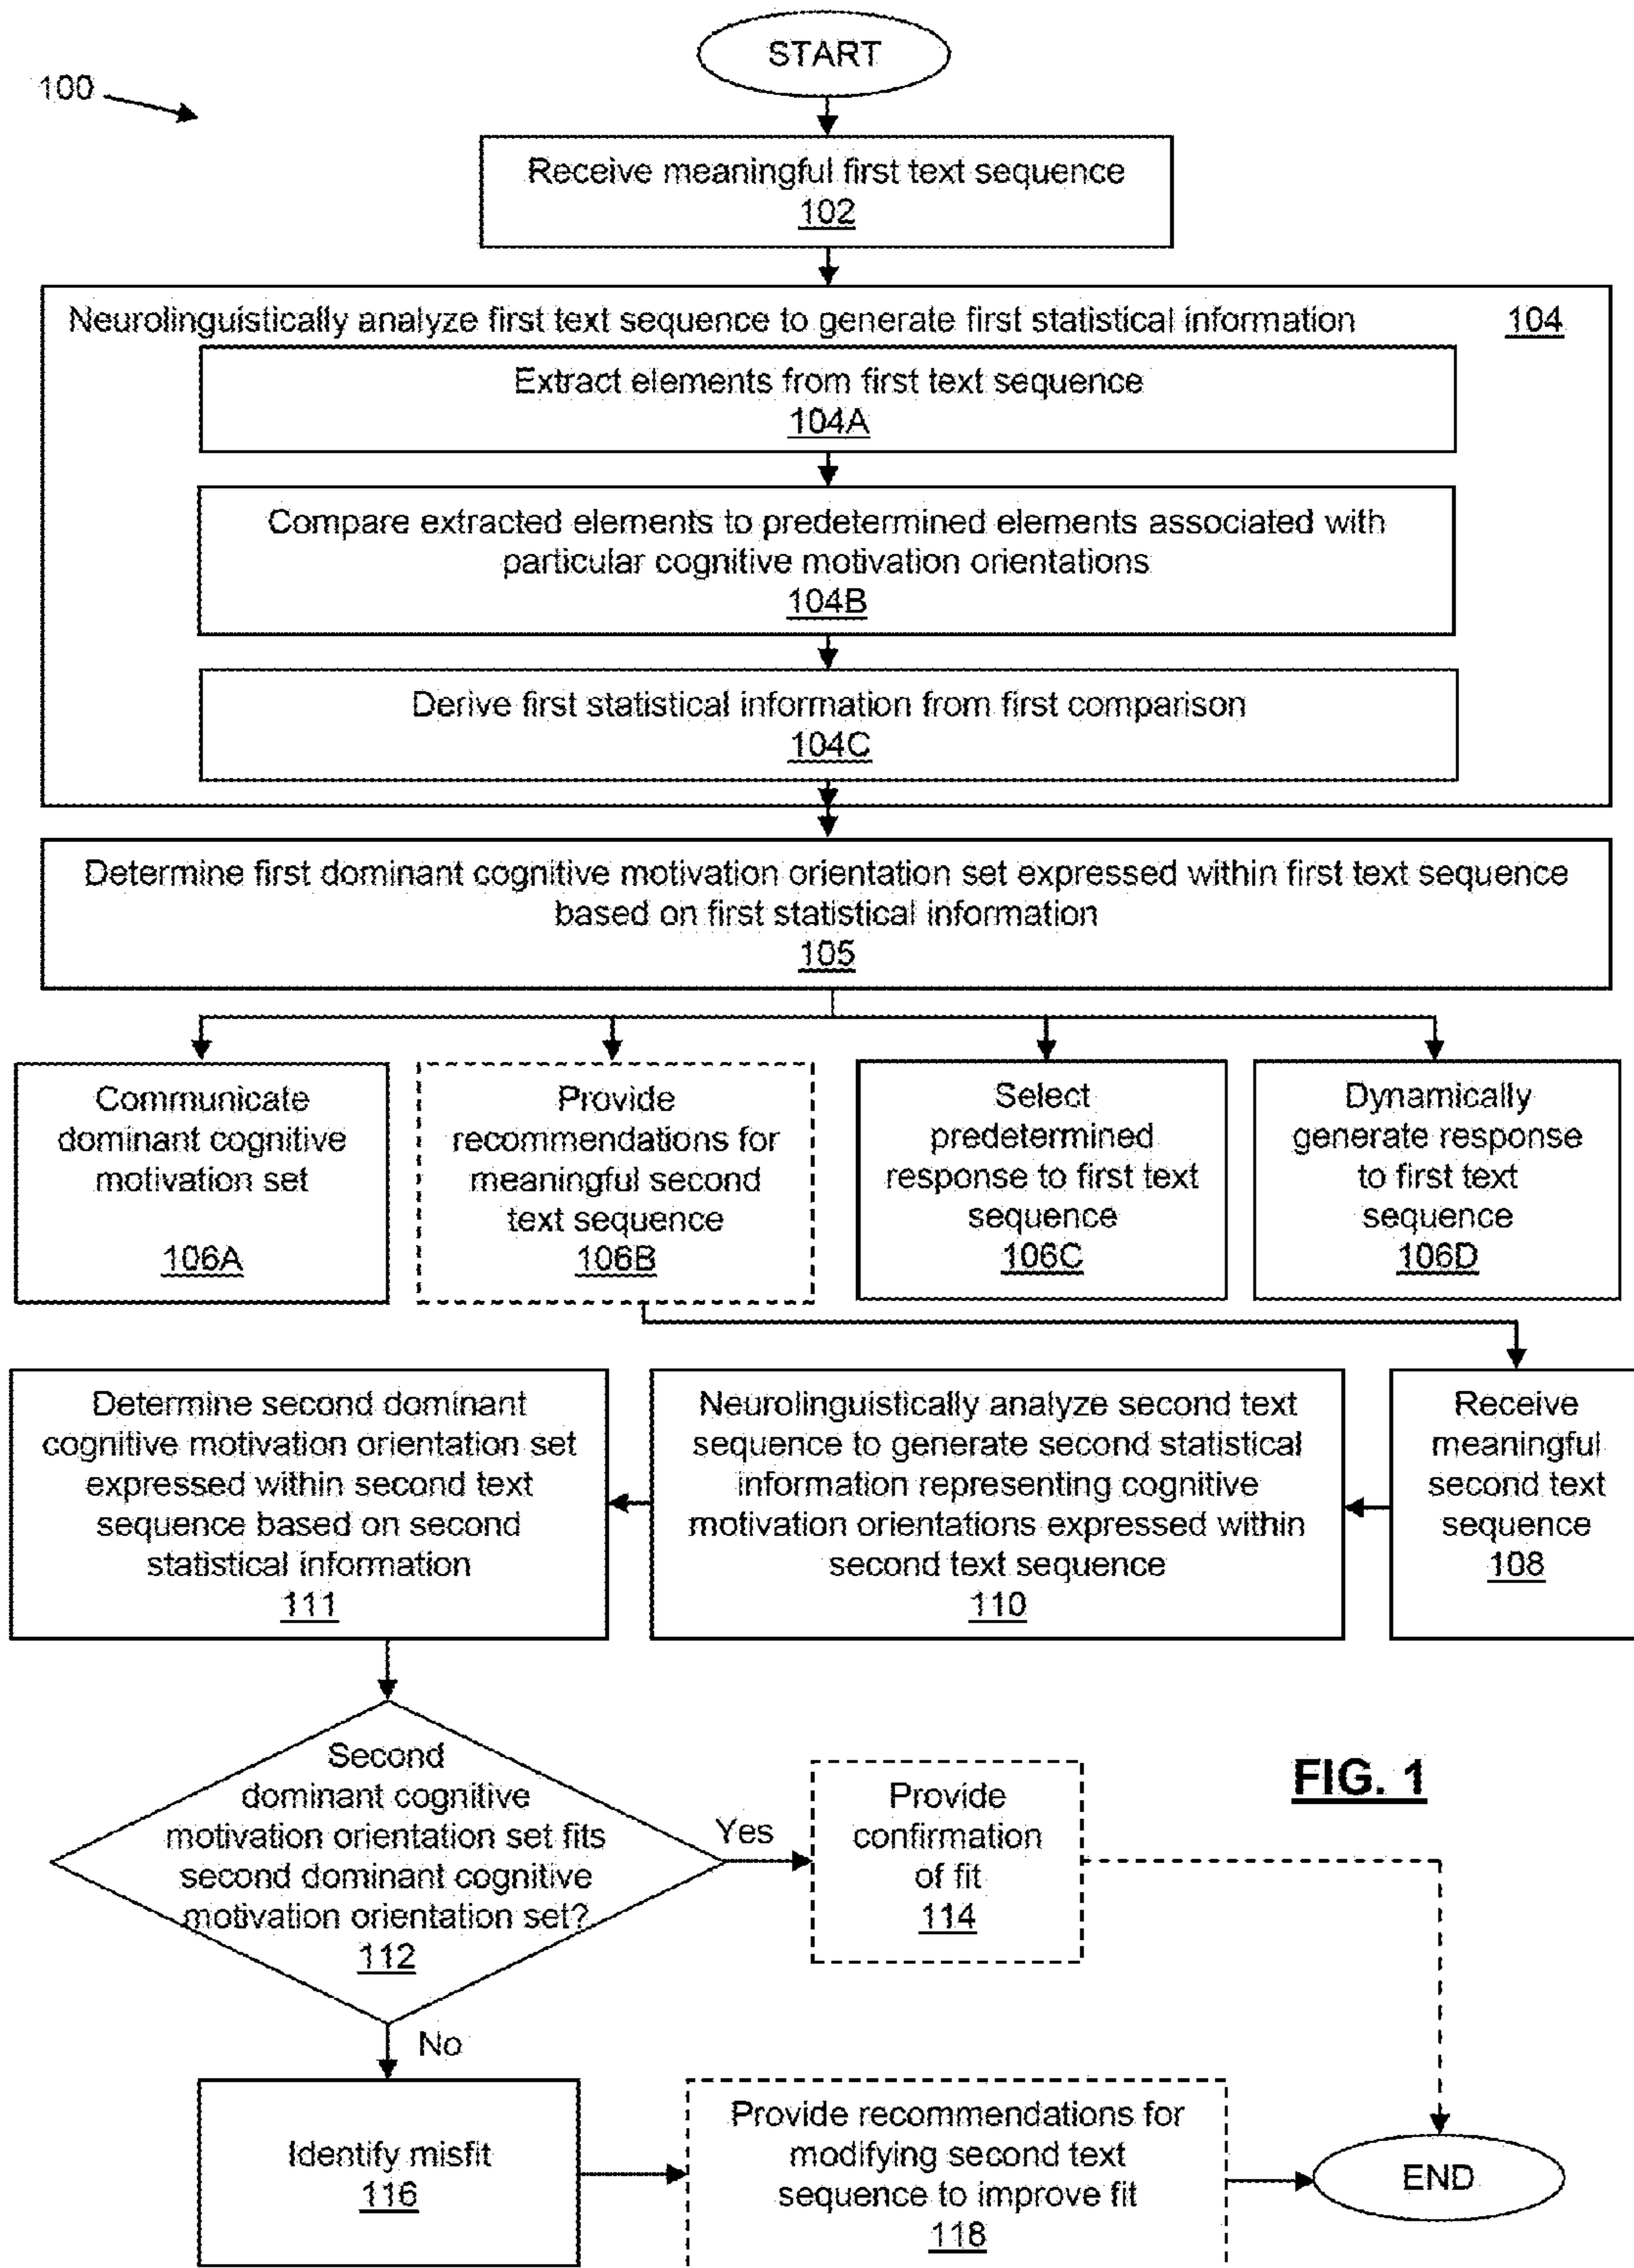 START
100
Receive meaningful first text sequence
102
Neurolinguistically analyze first text sequence to generate first statistical information 104
Extract elements from first text sequence
104A
Compare extracted elements to predetermined elements associated with
particular cognitive motivation orientations
104B
Derive first statistical information from first comparison
104C
Determine first dominant cognitive motivation orientation set expressed within first text sequence
based on first statistical information
105
Communicate
dominant cognitive
motivation set
106A
Provide
recommendations for
meaningful second
text sequence
106B
Select
predetermined
response to first text
sequence
106C
Dynamically
generate response
to first text
sequence
106D
Determine second dominant
cognitive motivation orientation set
expressed within second text
sequence based on second
statistical information
111
Neurolinguistically analyze second text
sequence to generate second statistical
information representing cognitive
motivation orientations expressed within
second text sequence
110
Receive
meaningful
second text
sequence
108
Second
dominant cognitive
motivation orientation set fits
second dominant cognitive
motivation orientation set?
112
Yes
Provide
confirmation
of fit
114
FIG. 1
No
Identify misfit
116
Provide recommendations for
modifying second text
sequence to improve fit
118
END